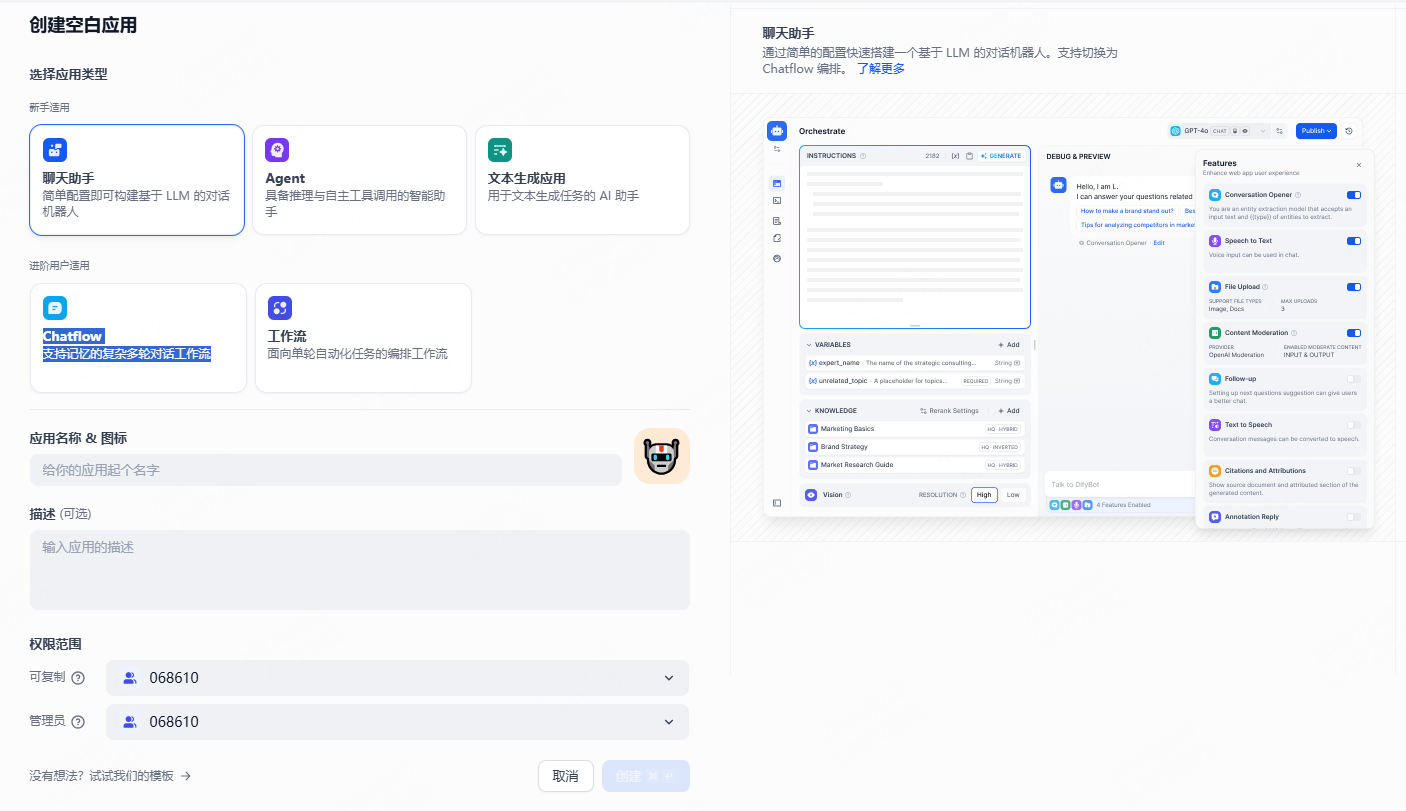 创建空白应用
选择应用类型
新手适用
聊天助手
简单配置即可构建基于 LLM 的对话
机器人
Agent
具备推理与自主工具调用的智能助
手
文本生成应用
用于文本生成任务的 AI 助手
进阶用户适用
Chatflow
支持记忆的复杂多轮对话工作流
工作流
面向单轮自动化任务的编排工作流
应用名称 & 图标
给你的应用起个名字
描述 (可选)
输入应用的描述
权限范围
可复制
068610
管理员
068610
没有想法？试试我们的模板 →
取消
创建
聊天助手
通过简单的配置快速搭建一个基于 LLM 的对话机器人。支持切换为
Chatflow 编排。 了解更多
Orchestrate
GPT-4o CHAT
Publish
INSTRUCTIONS
2182
GENERATE
VARIABLES
+ Add
{x} expert_name · The name of the strategic consulting...
String
{x} unrelated_topic · A placeholder for topics...
REQUIRED
String
KNOWLEDGE
Rerank Settings
+ Add
Marketing Basics
HQ · HYBRID
Brand Strategy
HQ · INVERTED
Market Research Guide
HQ · HYBRID
Vision
RESOLUTION
High
Low
DEBUG & PREVIEW
Hello, I am L.
I can answer your questions related
How to make a brand stand out?
Bes
Tips for analyzing competitors in market
Conversation Opener · Edit
Talk to DifyBot
4 Features Enabled
Features
Enhance web app user experience
Conversation Opener
You are an entity extraction model that accepts an
input text and {{type}} of entities to extract.
Speech to Text
Voice input can be used in chat.
File Upload
SUPPORT FILE TYPES
Image, Docs
MAX UPLOADS
3
Content Moderation
PROVIDER
OpenAI Moderation
ENABLED MODERATE CONTENT
INPUT & OUTPUT
Follow-up
Setting up next questions suggestion can give users
a better chat.
Text to Speech
Conversation messages can be converted to speech.
Citations and Attributions
Show source document and attributed section of the
generated content.
Annotation Reply